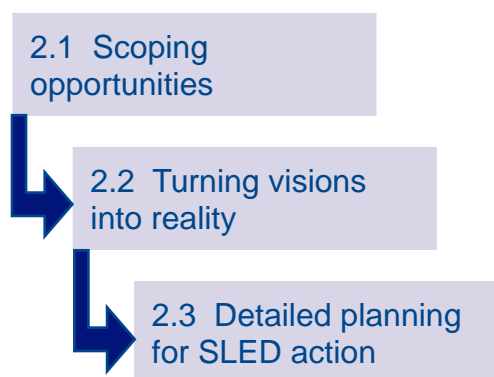 2.1 Scoping
opportunities
2.2 Turning visions
into reality
2.3 Detailed planning
for SLED action